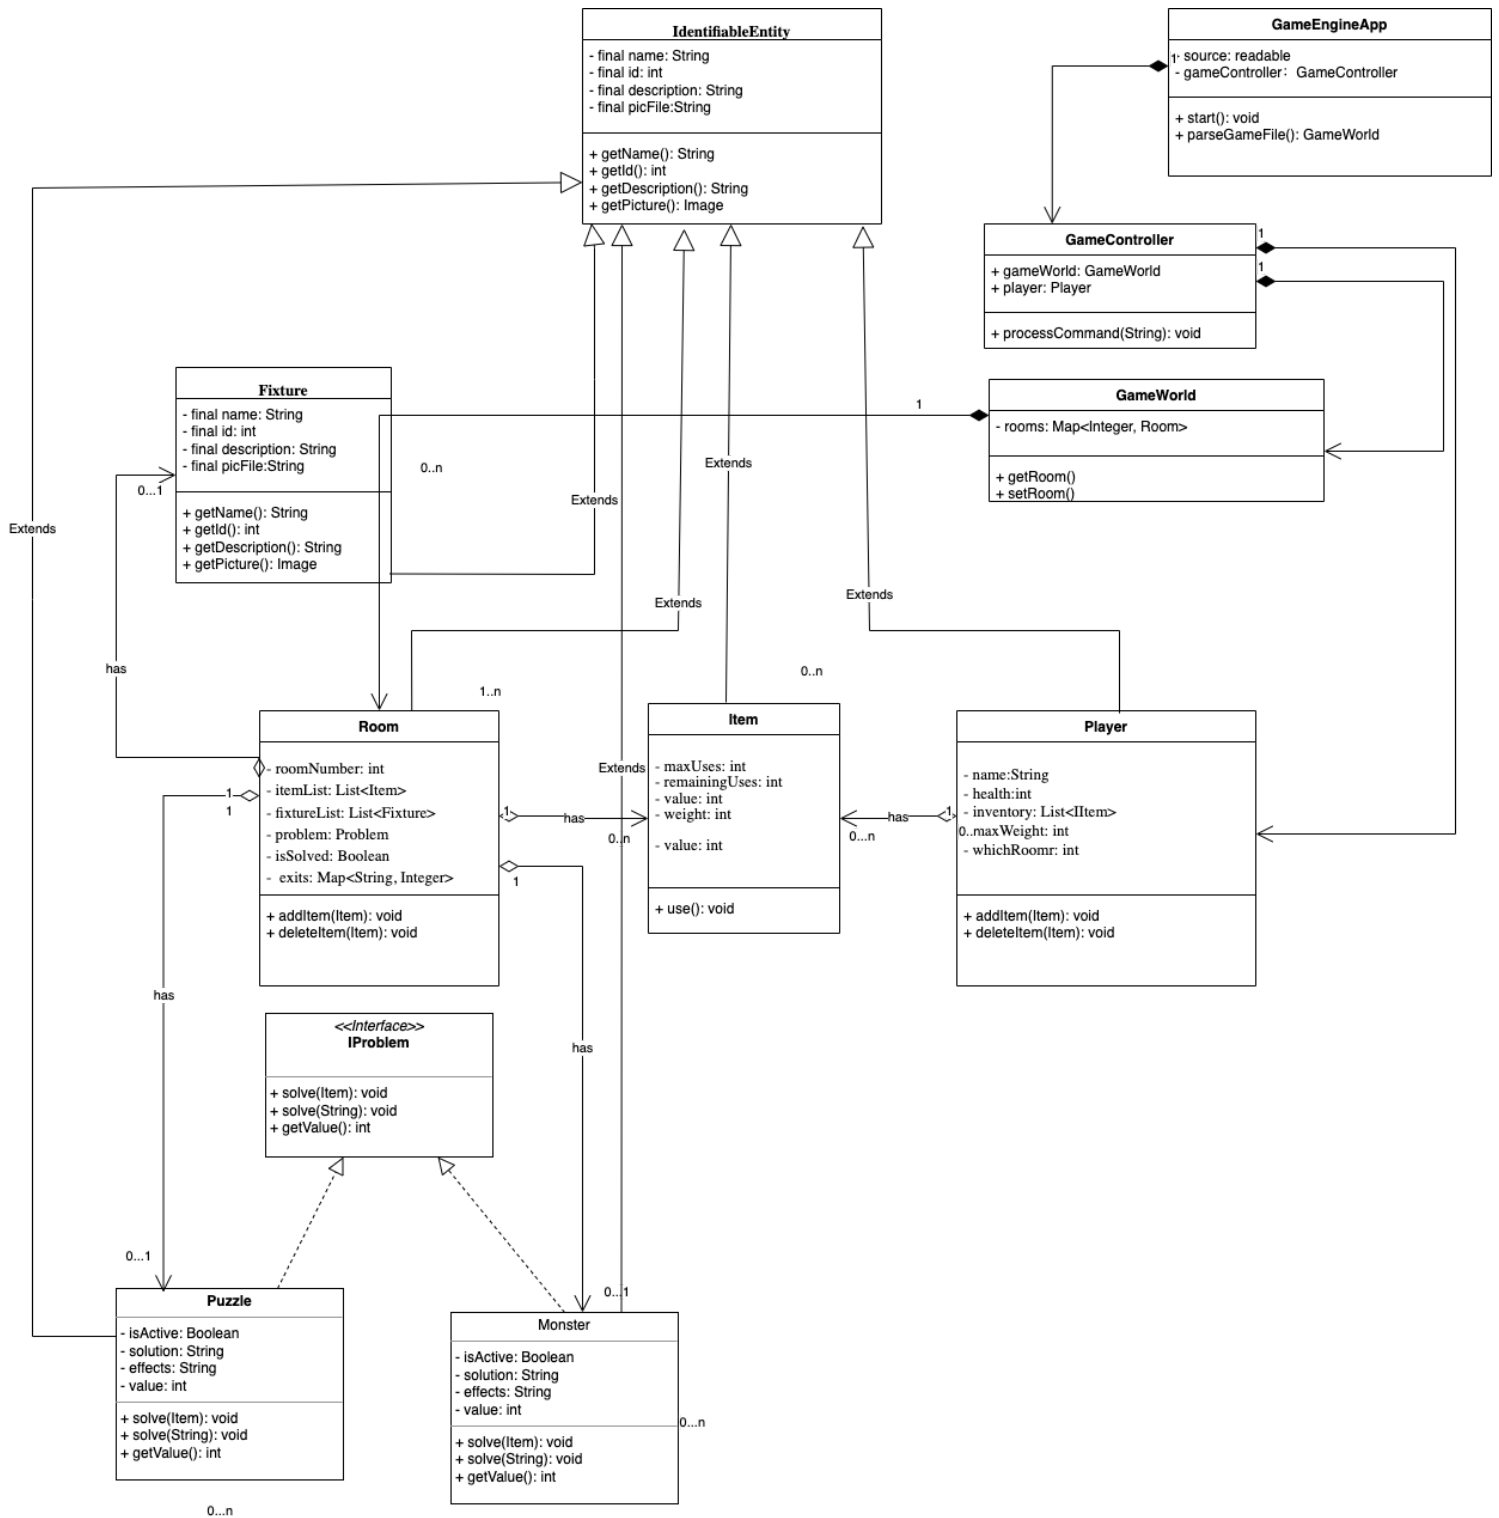 IdentifiableEntity
- final name: String
- final id: int
- final description: String
- final picFile:String
+ getName(): String
+ getId(): int
+ getDescription(): String
+ getPicture(): Image
GameEngineApp
1
- source: readable
- gameController: GameController
+ start(): void
+ parseGameFile(): GameWorld
GameController
+ gameWorld: GameWorld
+ player: Player
+ processCommand(String): void
1
1
GameWorld
- rooms: Map<Integer, Room>
+ getRoom()
+ setRoom()
1
Fixture
- final name: String
- final id: int
- final description: String
- final picFile:String
+ getName(): String
+ getId(): int
+ getDescription(): String
+ getPicture(): Image
0...1
0..n
Extends
Extends
Extends
Extends
Extends
has
1..n
0..n
Room
- roomNumber: int
- itemList: List<Item>
- fixtureList: List<Fixture>
- problem: Problem
- isSolved: Boolean
- exits: Map<String, Integer>
+ addItem(Item): void
+ deleteItem(Item): void
1
1
1
has
0..n
1
Extends
Item
- maxUses: int
- remainingUses: int
- value: int
- weight: int
- value: int
+ use(): void
has
0...n
1
0..
Player
- name:String
- health:int
- inventory: List<IItem>
maxWeight: int
- whichRoomr: int
+ addItem(Item): void
+ deleteItem(Item): void
has
has
<<Interface>>
IProblem
+ solve(Item): void
+ solve(String): void
+ getValue(): int
0...1
0...1
Puzzle
- isActive: Boolean
- solution: String
- effects: String
- value: int
+ solve(Item): void
+ solve(String): void
+ getValue(): int
0...n
Monster
- isActive: Boolean
- solution: String
- effects: String
- value: int
+ solve(Item): void
+ solve(String): void
+ getValue(): int
0...n